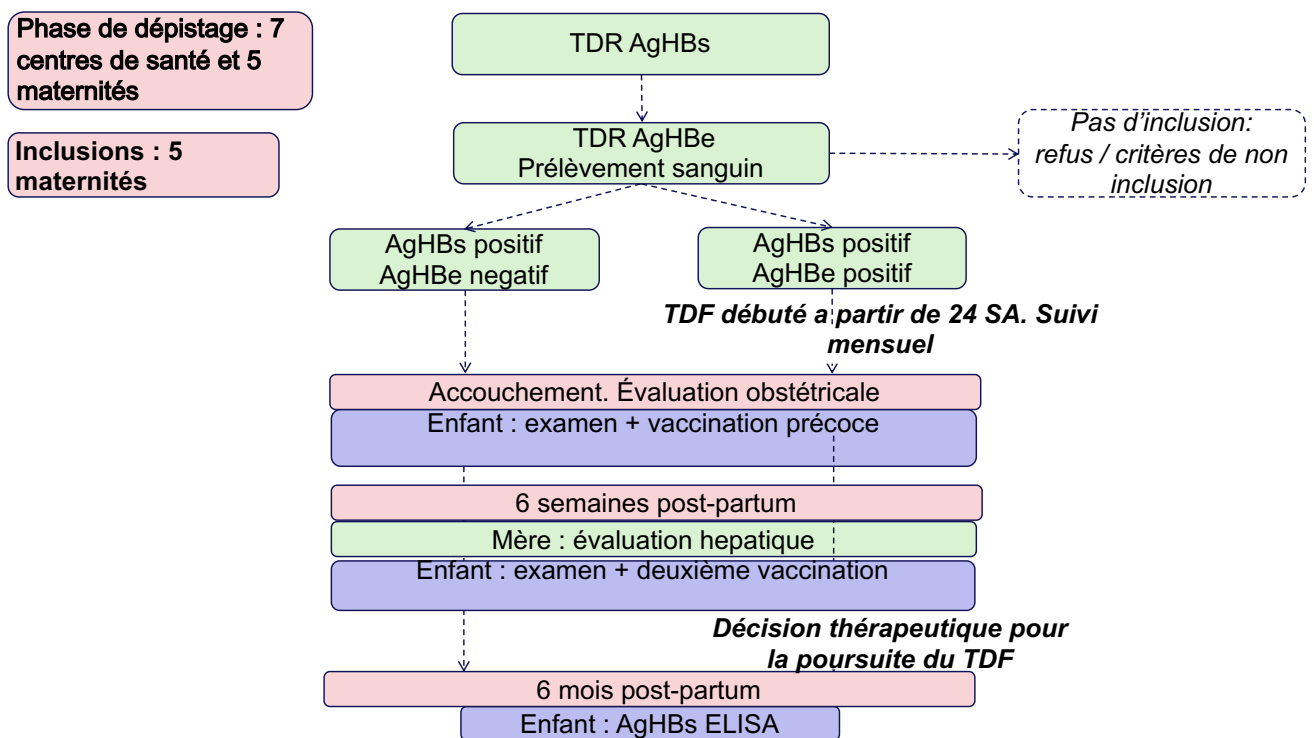 Phase de dépistage : 7
centres de santé et 5
maternités
Inclusions : 5
maternités
TDR AgHBs
TDR AgHBe
Prélèvement sanguin
Pas d’inclusion:
refus / critères de non
inclusion
AgHBs positif
AgHBe negatif
AgHBs positif
AgHBe positif
TDF débuté a partir de 24 SA. Suivi
mensuel
Accouchement. Évaluation obstétricale
Enfant : examen + vaccination précoce
6 semaines post-partum
Mère : évaluation hepatique
Enfant : examen + deuxième vaccination
Décision thérapeutique pour
la poursuite du TDF
6 mois post-partum
Enfant : AgHBs ELISA